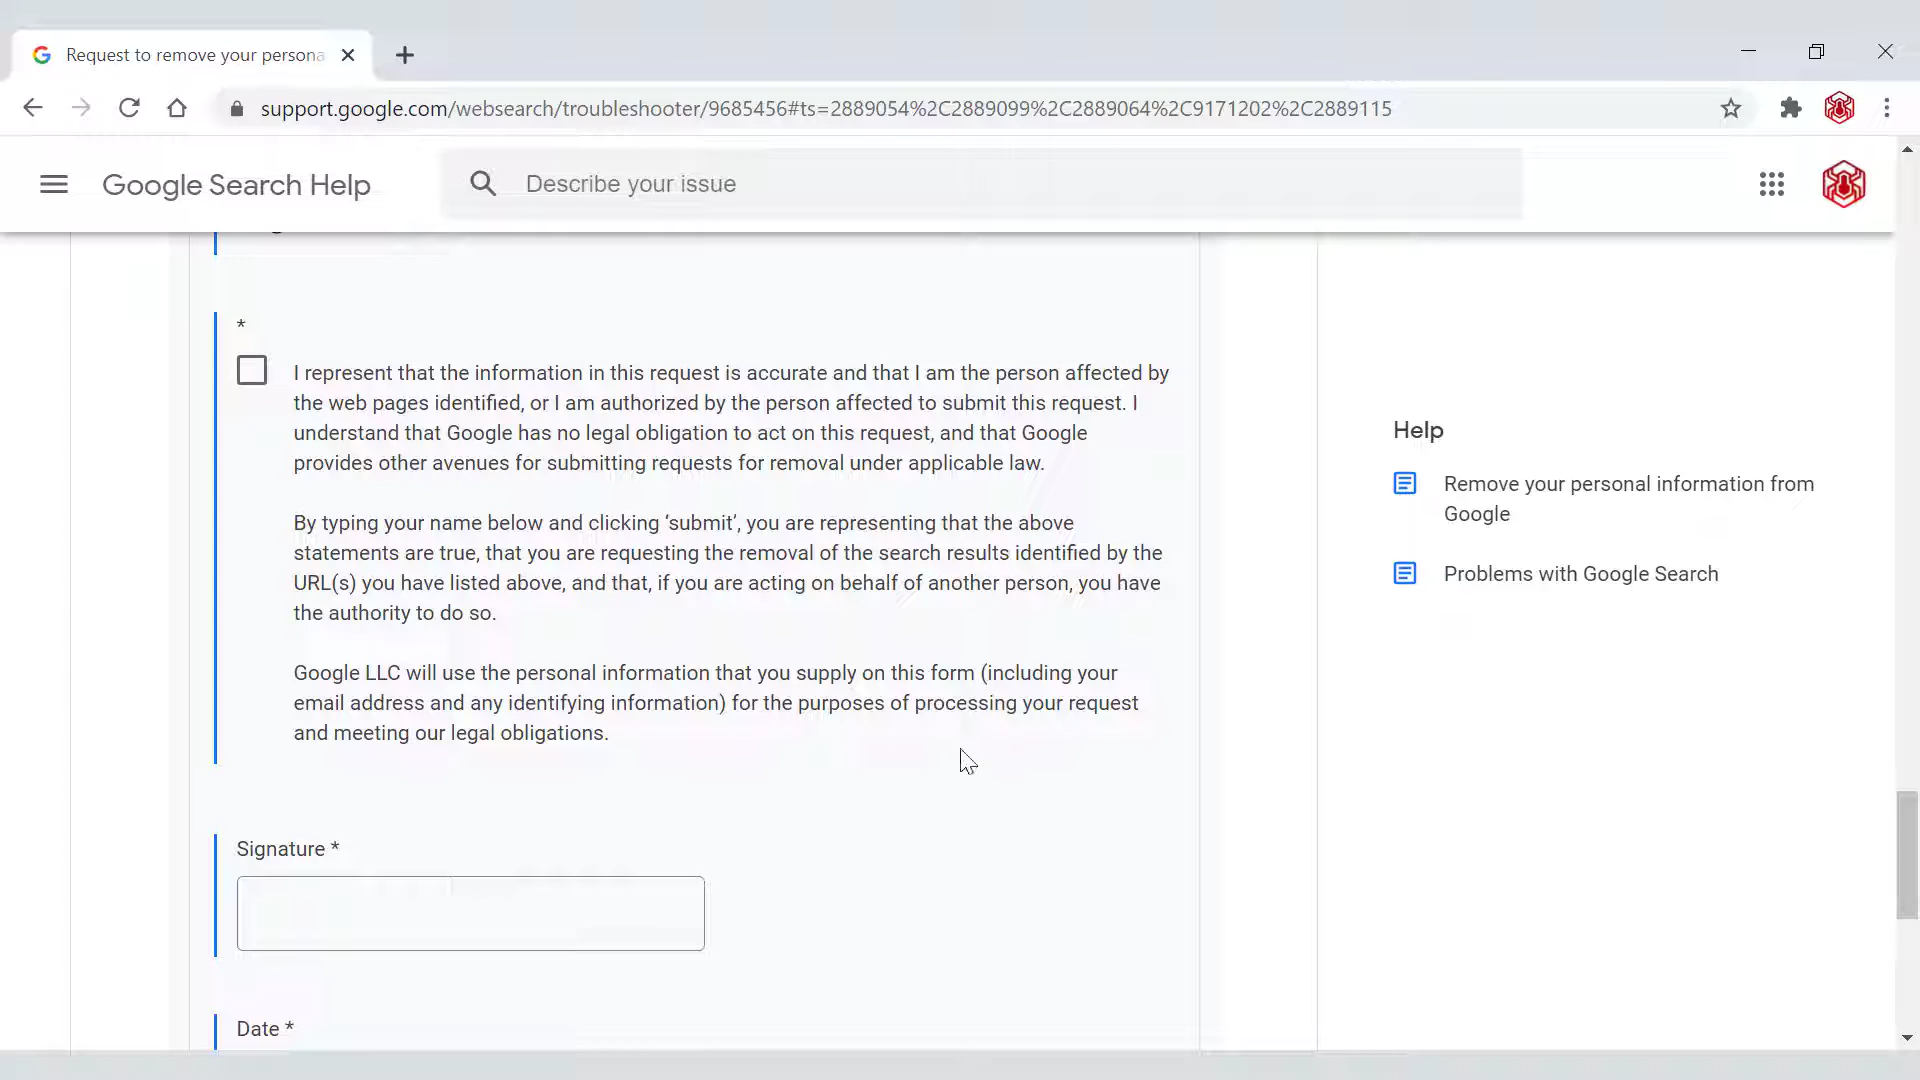 Request to remove your persona
support.google.com/websearch/troubleshooter/9685456#ts=2889054%2C2889099%2C2889064%2C9171202%2C2889115
Google Search Help
Describe your issue
*
I represent that the information in this request is accurate and that I am the person affected by
the web pages identified, or I am authorized by the person affected to submit this request. I
understand that Google has no legal obligation to act on this request, and that Google
provides other avenues for submitting requests for removal under applicable law.
By typing your name below and clicking ‘submit’, you are representing that the above
statements are true, that you are requesting the removal of the search results identified by the
URL(s) you have listed above, and that, if you are acting on behalf of another person, you have
the authority to do so.
Google LLC will use the personal information that you supply on this form (including your
email address and any identifying information) for the purposes of processing your request
and meeting our legal obligations.
Signature *
Date *
Help
Remove your personal information from
Google
Problems with Google Search